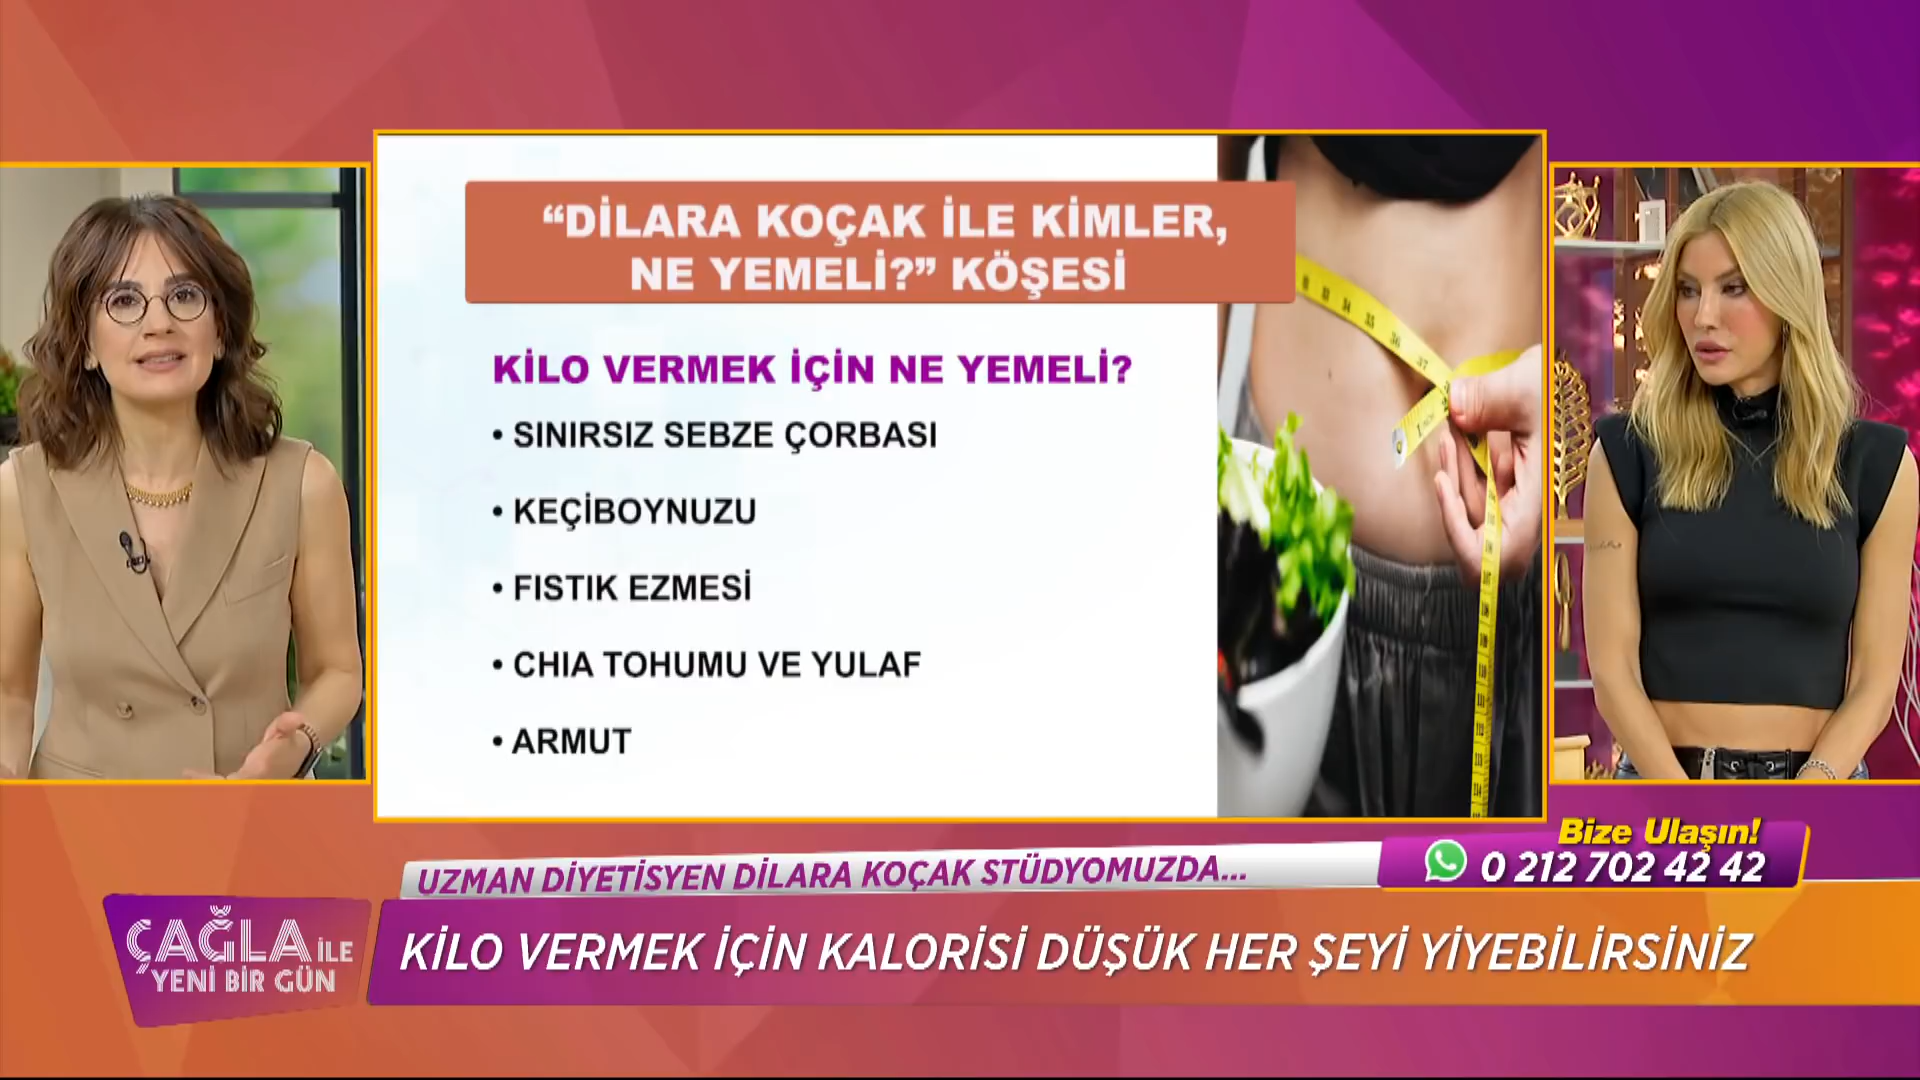 “DİLARA KOÇAK İLE KİMLER,
NE YEMELİ?” KÖŞESİ
KİLO VERMEK İÇİN NE YEMELİ?
• SINIRSIZ SEBZE ÇORBASI
• KEÇİBOYNUZU
• FISTIK EZMESİ
• CHIA TOHUMU VE YULAF
• ARMUT
Bize Ulaşın!
0 212 702 42 42
UZMAN DİYETİSYEN DİLARA KOÇAK STÜDYOMUZDA...
ÇAĞLA İLE
YENİ BİR GÜN
KİLO VERMEK İÇİN KALORİSİ DÜŞÜK HER ŞEYİ YİYEBİLİRSİNİZ